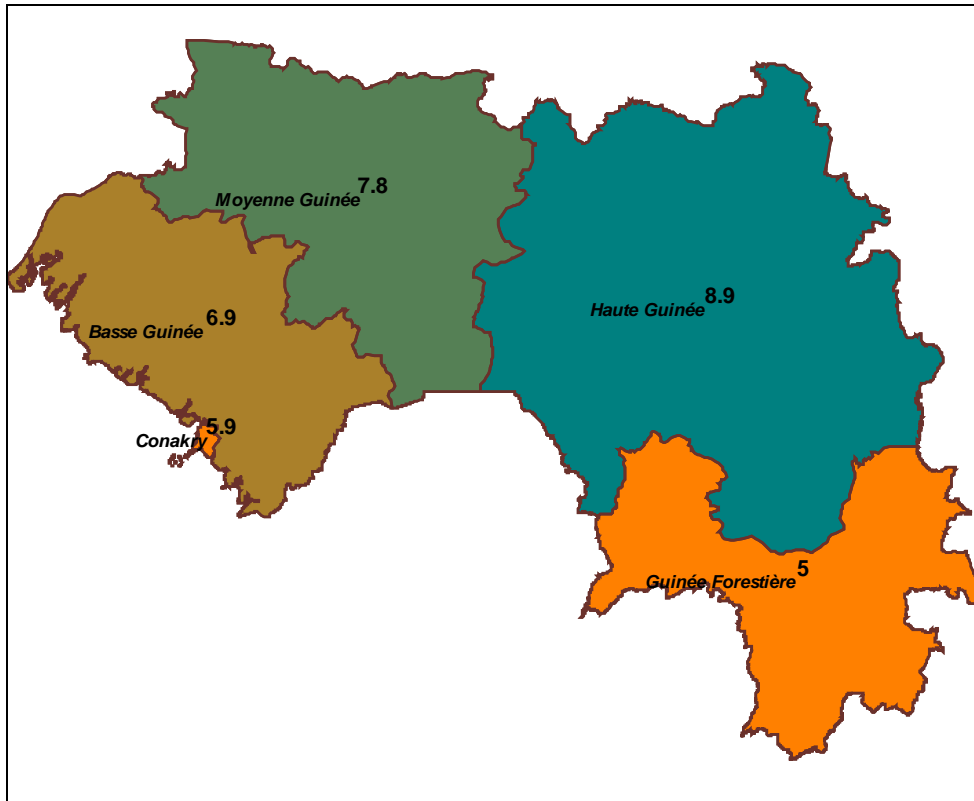 Moyenne Guinée 7.8
Haute Guinée 8.9
Basse Guinée 6.9
Conakry 5.9
Guinée Forestière 5